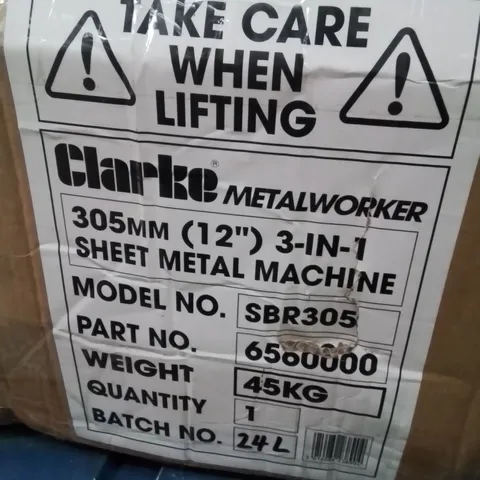 TAKE CARE
WHEN
LIFTING
Clarke® METALWORKER
305MM (12") 3-IN-1
SHEET METAL MACHINE
MODEL NO. SBR305
PART NO. 6560000
WEIGHT 45KG
QUANTITY 1
BATCH NO. 24L